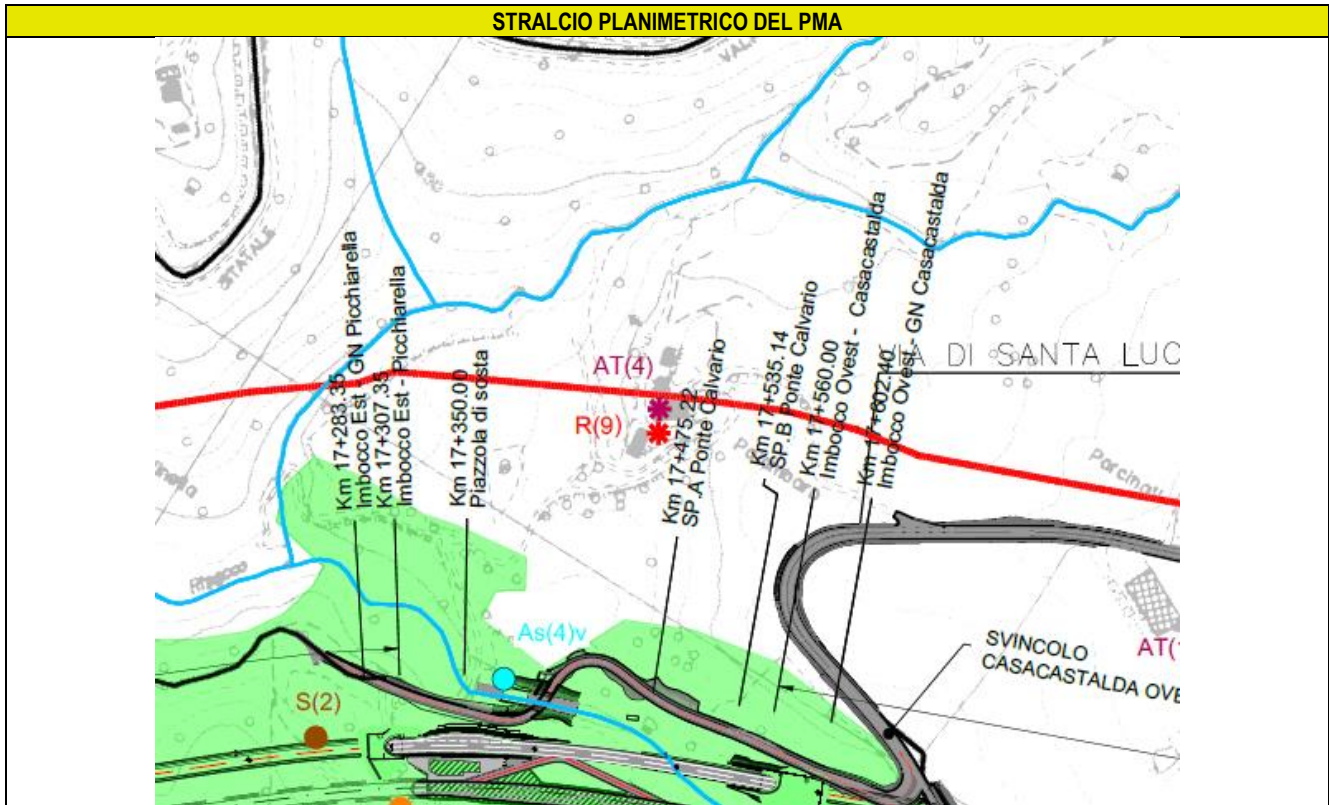 STRALCIO PLANIMETRICO DEL PMA
STATALE
AT(4)
R(9)
VIA DI SANTA LUC
Km 17+283.35
Imbocco Est - GN Picchiarella
Km 17+307.35
Imbocco Est - Picchiarella
Km 17+350.00
Piazzola di sosta
Km 17+475.22
SP.A Ponte Calvario
Km 17+535.14
SP.B Ponte Calvario
Km 17+560.00
Imbocco Ovest - Casacastalda
Km 17+602.40
Imbocco Ovest - GN Casacastalda
As(4)v
S(2)
SVINCOLO
CASACASTALDA OVE
AT(